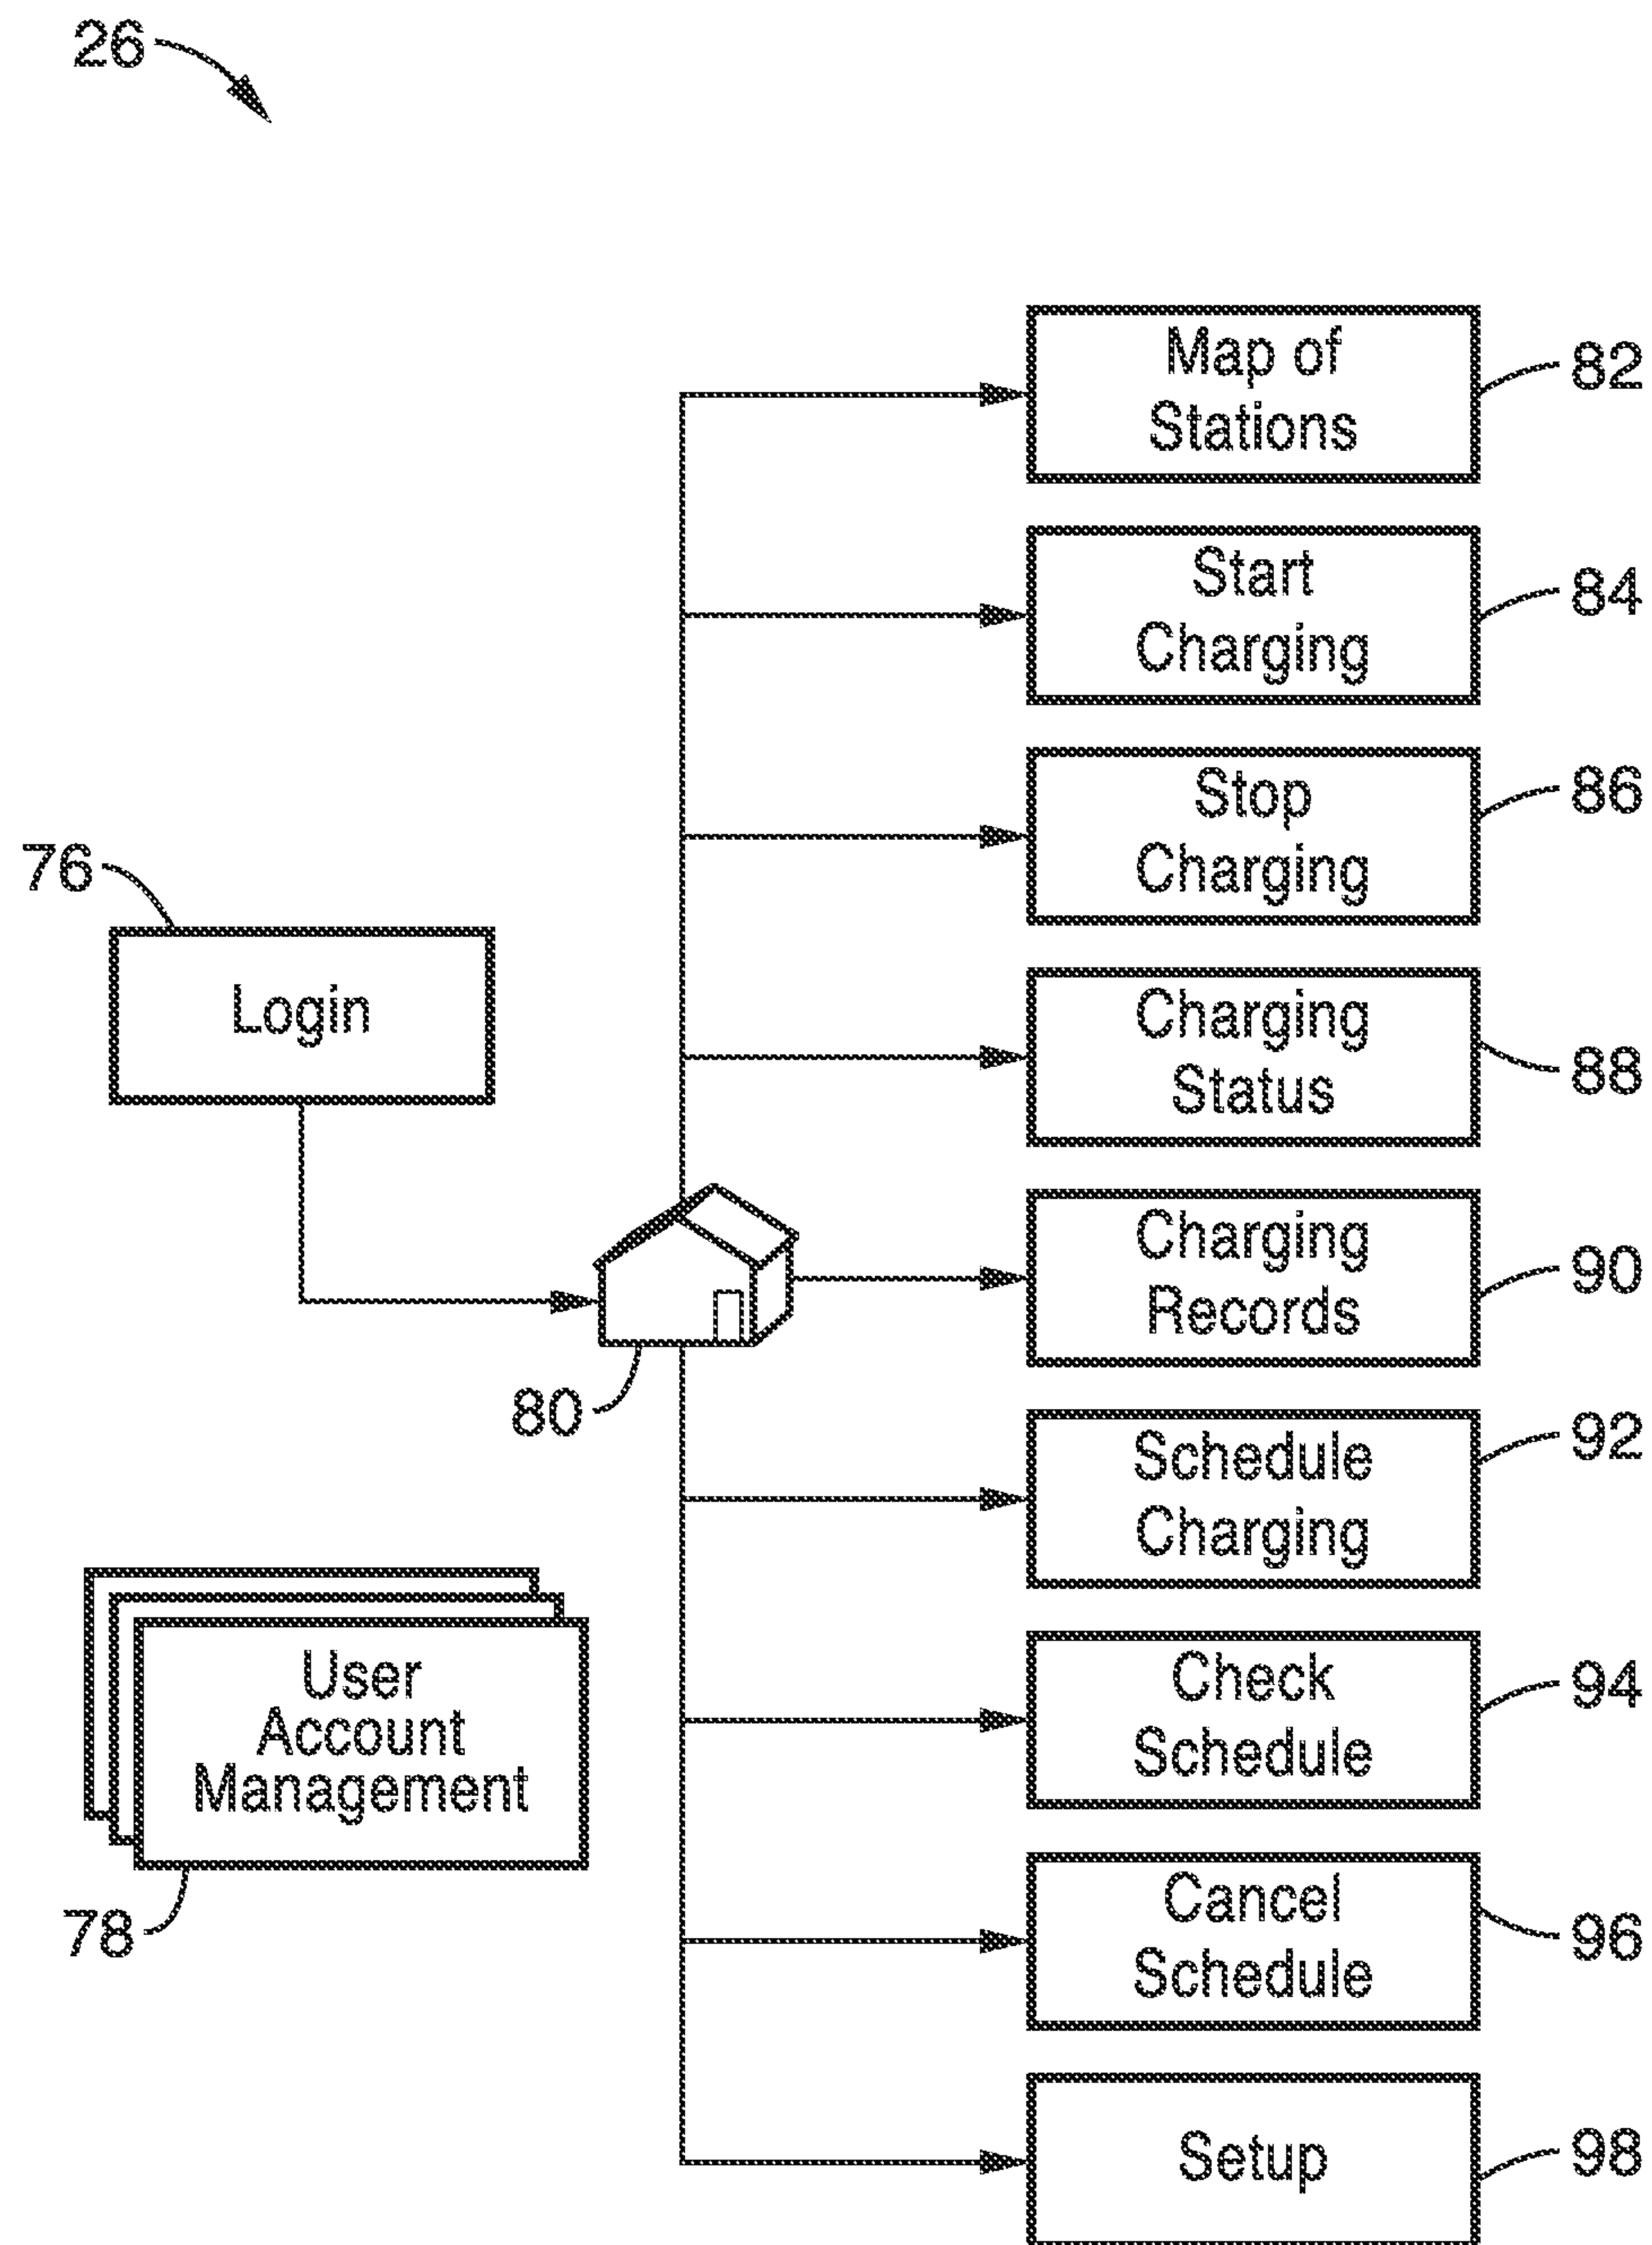 26
Map of
Stations
82
Start
Charging
84
Stop
Charging
86
76
Login
Charging
Status
88
Charging
Records
90
80
Schedule
Charging
92
User
Account
Management
78
Check
Schedule
94
Cancel
Schedule
96
Setup
98